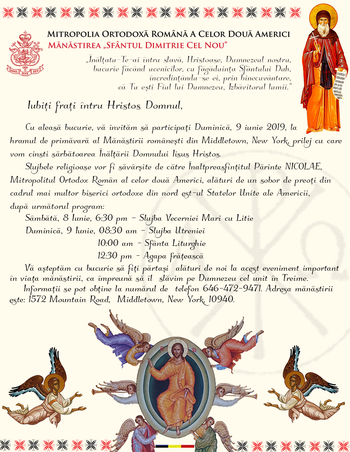 Mitropolia Ortodoxă Română a Celor Două Americi
Mănăstirea „Sfântul Dimitrie Cel Nou”
„Înălțatu-Te-ai întru slavă, Hristoase, Dumnezeul nostru,
bucurie făcând ucenicilor, cu făgăduința Sfântului Duh,
încredințându-se ei, prin binecuvântare,
că Tu ești Fiul lui Dumnezeu, Izbăvitorul lumii.”
Iubiți frați întru Hristos Domnul,
Cu aleasă bucurie, vă invităm să participați Duminică, 9 iunie 2019, la
hramul de primăvară al Mănăstirii românești din Middletown, New York prilej cu care
vom cinsti sărbătoarea Înălțării Domnului Iisus Hristos.
Slujbele religioase vor fi săvârșite de către Înaltpreasfințitul Părinte NICOLAE,
Mitropolitul Ortodox Român al celor două Americi, alături de un sobor de preoți din
cadrul mai multor biserici ortodoxe din nord est-ul Statelor Unite ale Americii,
după următorul program:
Sâmbătă, 8 Iunie, 6:30 pm - Slujba Vecerniei Mari cu Litie
Duminică, 9 Iunie, 08:30 am - Slujba Utreniei
10:00 am - Sfânta Liturghie
12:30 pm - Agapa frățească
Vă așteptăm cu bucurie să fiți părtași alături de noi la acest eveniment important
în viața mănăstirii, ca împreună să îl slăvim pe Dumnezeu cel unit în Treime.
Informații se pot obține la numărul de telefon 646-472-9471. Adresa mănăstirii
este: 1572 Mountain Road, Middletown, New York 10940.